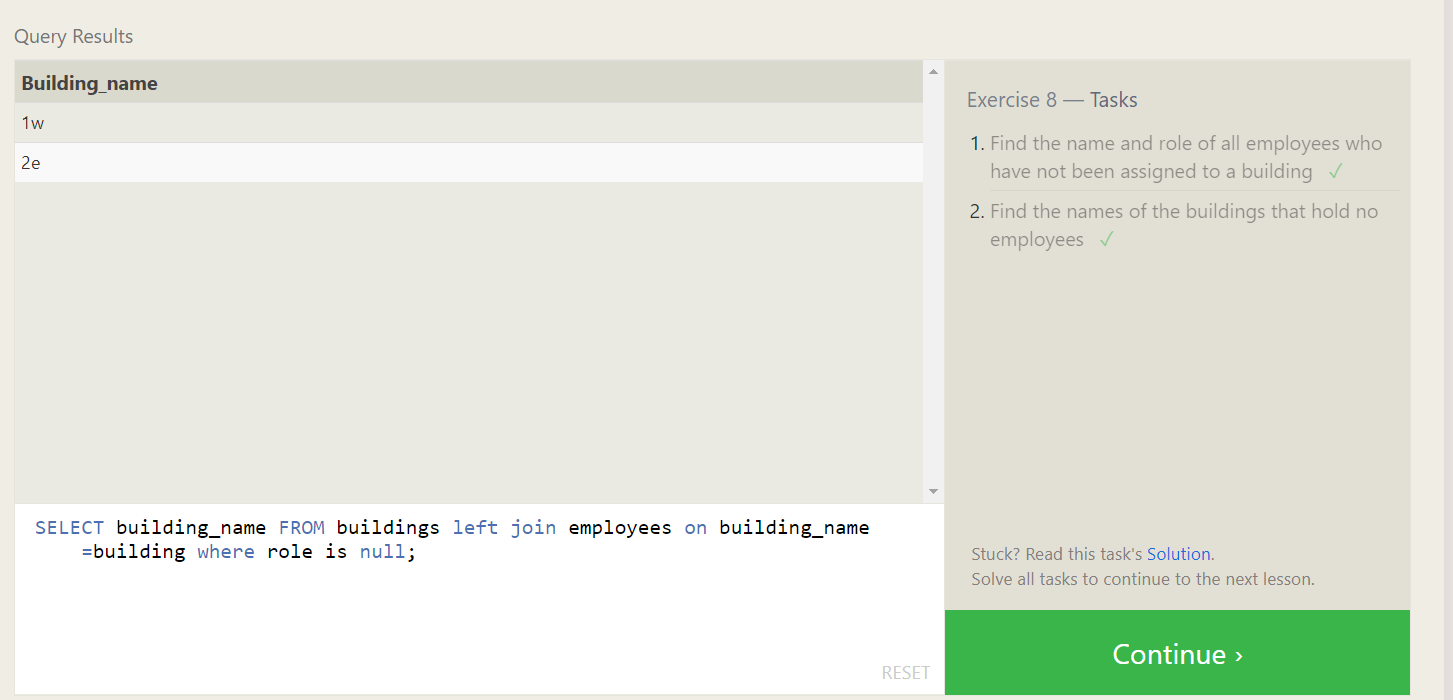 Query Results
Building_name
1w
2e
SELECT building_name FROM buildings left join employees on building_name
=building where role is null;
RESET
Exercise 8 — Tasks
1. Find the name and role of all employees who
have not been assigned to a building ✓
2. Find the names of the buildings that hold no
employees ✓
Stuck? Read this task's Solution.
Solve all tasks to continue to the next lesson.
Continue ›